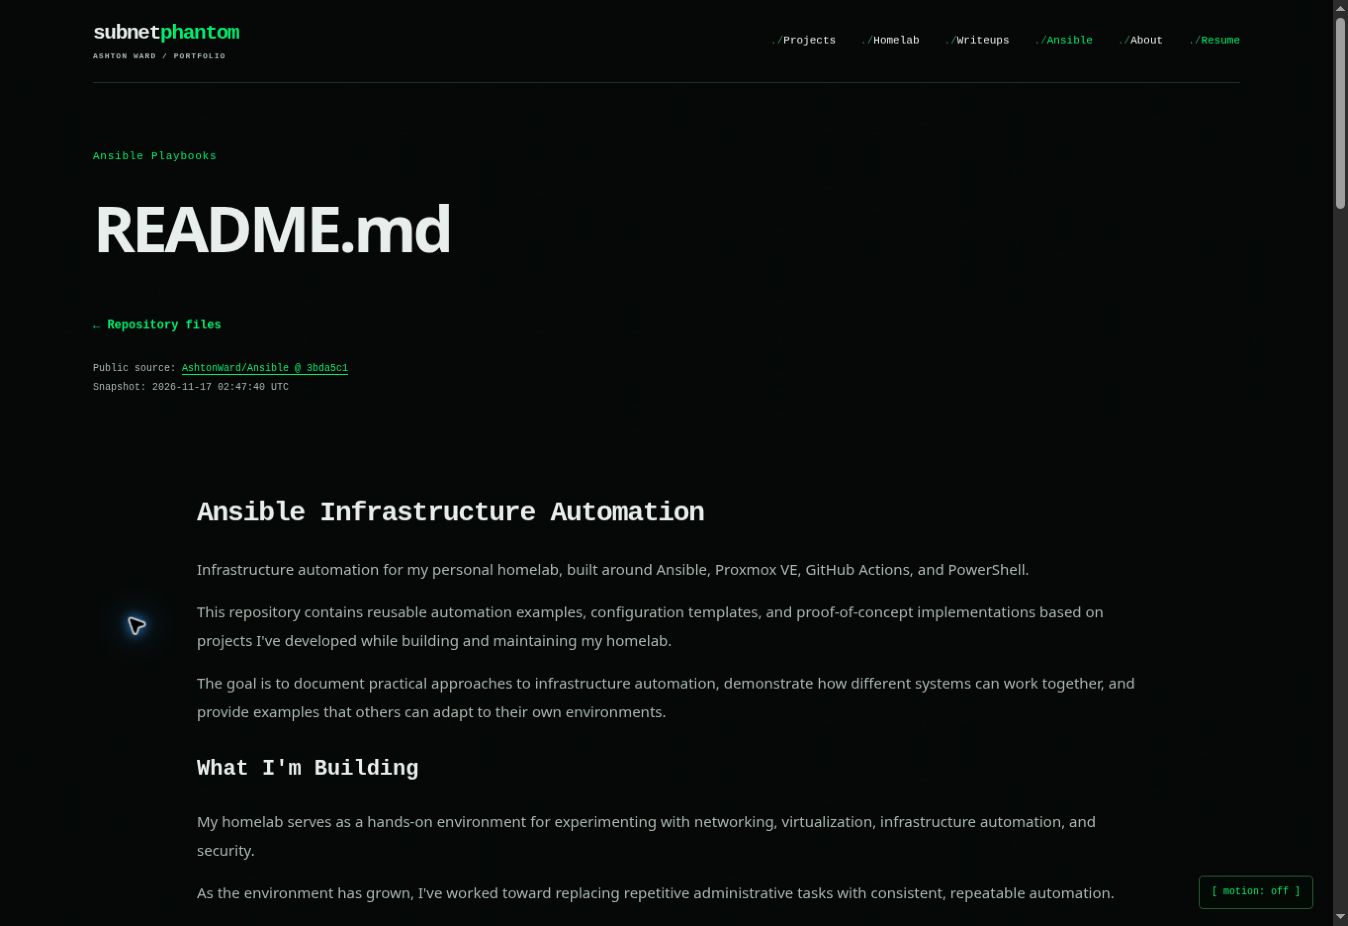 subnetphantom
ASHTON WARD / PORTFOLIO
./Projects ./Homelab ./Writeups ./Ansible ./About ./Resume
Ansible Playbooks
README.md
← Repository files
Public source: AshtonWard/Ansible @ 3bda5c1
Snapshot: 2026-11-17 02:47:40 UTC
Ansible Infrastructure Automation
Infrastructure automation for my personal homelab, built around Ansible, Proxmox VE, GitHub Actions, and PowerShell.
This repository contains reusable automation examples, configuration templates, and proof-of-concept implementations based on
projects I've developed while building and maintaining my homelab.
The goal is to document practical approaches to infrastructure automation, demonstrate how different systems can work together, and
provide examples that others can adapt to their own environments.
What I'm Building
My homelab serves as a hands-on environment for experimenting with networking, virtualization, infrastructure automation, and
security.
As the environment has grown, I've worked toward replacing repetitive administrative tasks with consistent, repeatable automation.
[ motion: off ]